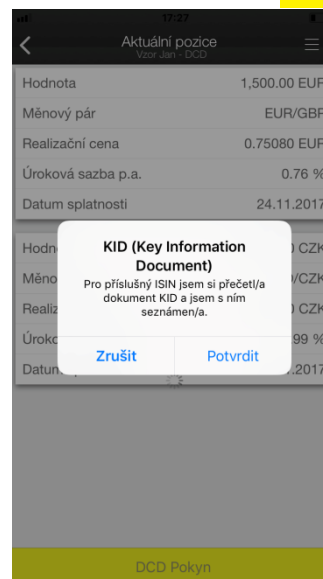 17:27
Aktuální pozice
Vzor Jan - DCD
Hodnota 1,500.00 EUR
Měnový pár EUR/GBP
Realizační cena 0.75080 EUR
Úroková sazba p.a. 0.76 %
Datum splatnosti 24.11.2017
KID (Key Information
Document)
Pro příslušný ISIN jsem si přečetl/a
dokument KID a jsem s ním
seznámen/a.
Zrušit Potvrdit
DCD Pokyn